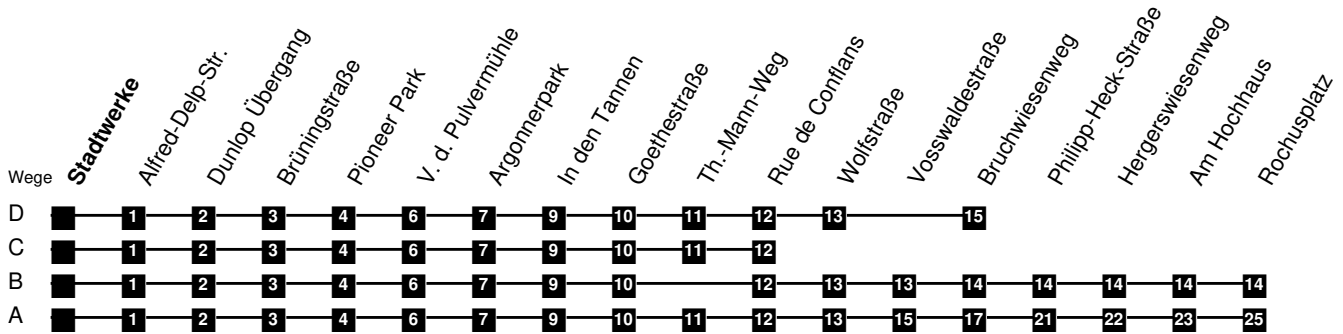 Wege
Stadtwerke
Alfred-Delp-Str.
Dunlop Übergang
Brüningstraße
Pioneer Park
V. d. Pulvermühle
Argonnerpark
In den Tannen
Goethestraße
Th.-Mann-Weg
Rue de Conflans
Wolfstraße
Vosswaldestraße
Bruchwiesenweg
Philipp-Heck-Straße
Hergerswiesenweg
Am Hochhaus
Rochusplatz
D 1 2 3 4 6 7 9 10 11 12 13 15
C 1 2 3 4 6 7 9 10 11 12
B 1 2 3 4 6 7 9 10 12 13 13 14 14 14 14 14
A 1 2 3 4 6 7 9 10 11 12 13 15 17 21 22 23 25